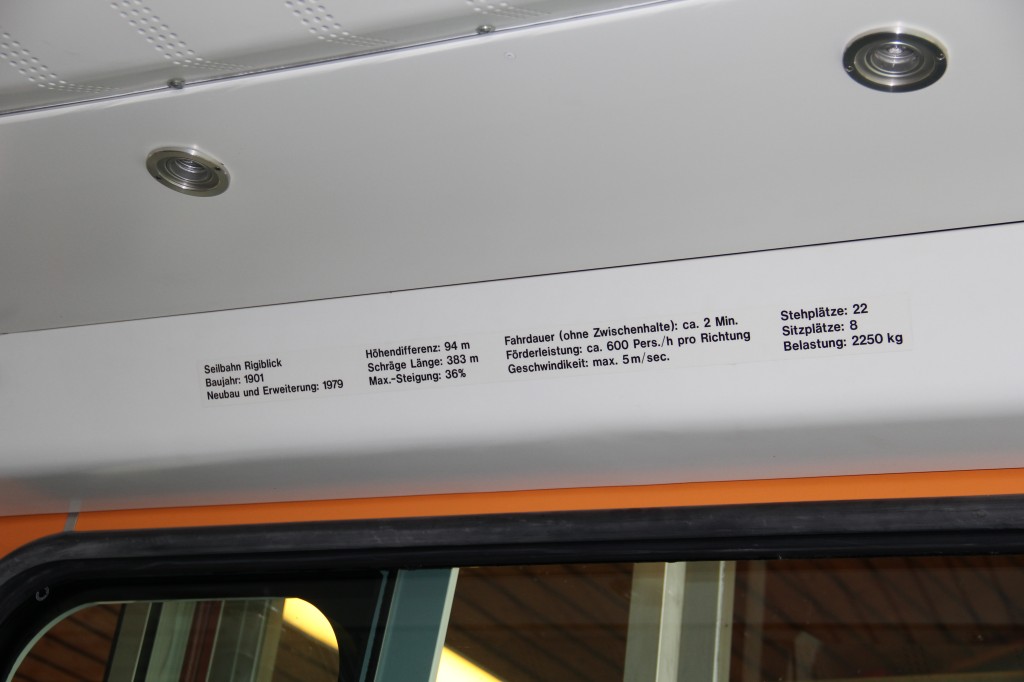 Seilbahn Rigiblick
Baujahr: 1901
Neubau und Erweiterung: 1979
Höhendifferenz: 94 m
Schräge Länge: 383 m
Max.-Steigung: 36%
Fahrdauer (ohne Zwischenhalte): ca. 2 Min.
Förderleistung: ca. 600 Pers./h pro Richtung
Geschwindikeit: max. 5m/sec.
Stehplätze: 22
Sitzplätze: 8
Belastung: 2250 kg